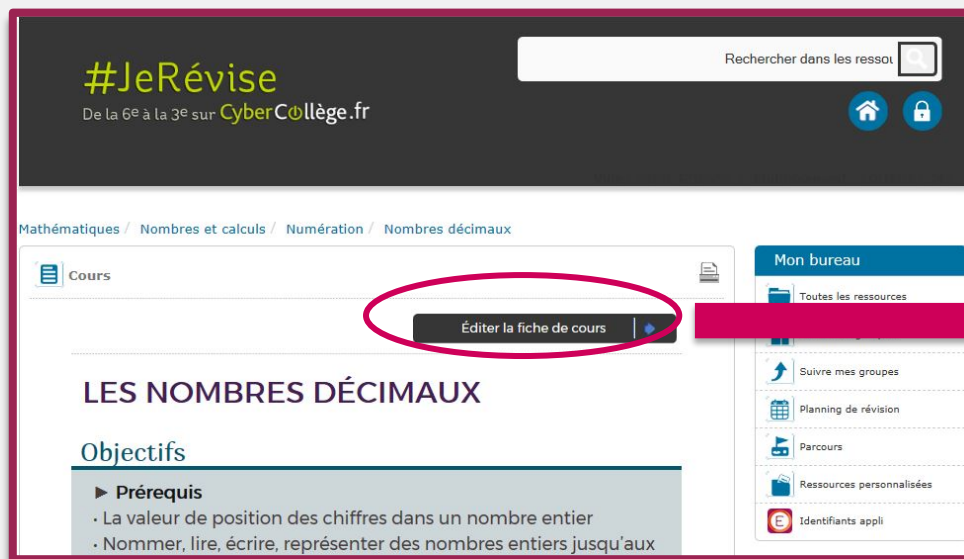 #JeRévise
De la 6e à la 3e sur CyberCollège.fr
Rechercher dans les ressou
Mathématiques / Nombres et calculs / Numération / Nombres décimaux
Cours
Éditer la fiche de cours
LES NOMBRES DÉCIMAUX
Objectifs
► Prérequis
· La valeur de position des chiffres dans un nombre entier
· Nommer, lire, écrire, représenter des nombres entiers jusqu’aux
Mon bureau
Toutes les ressources
Suivre mes groupes
Planning de révision
Parcours
Ressources personnalisées
E Identifiants appli